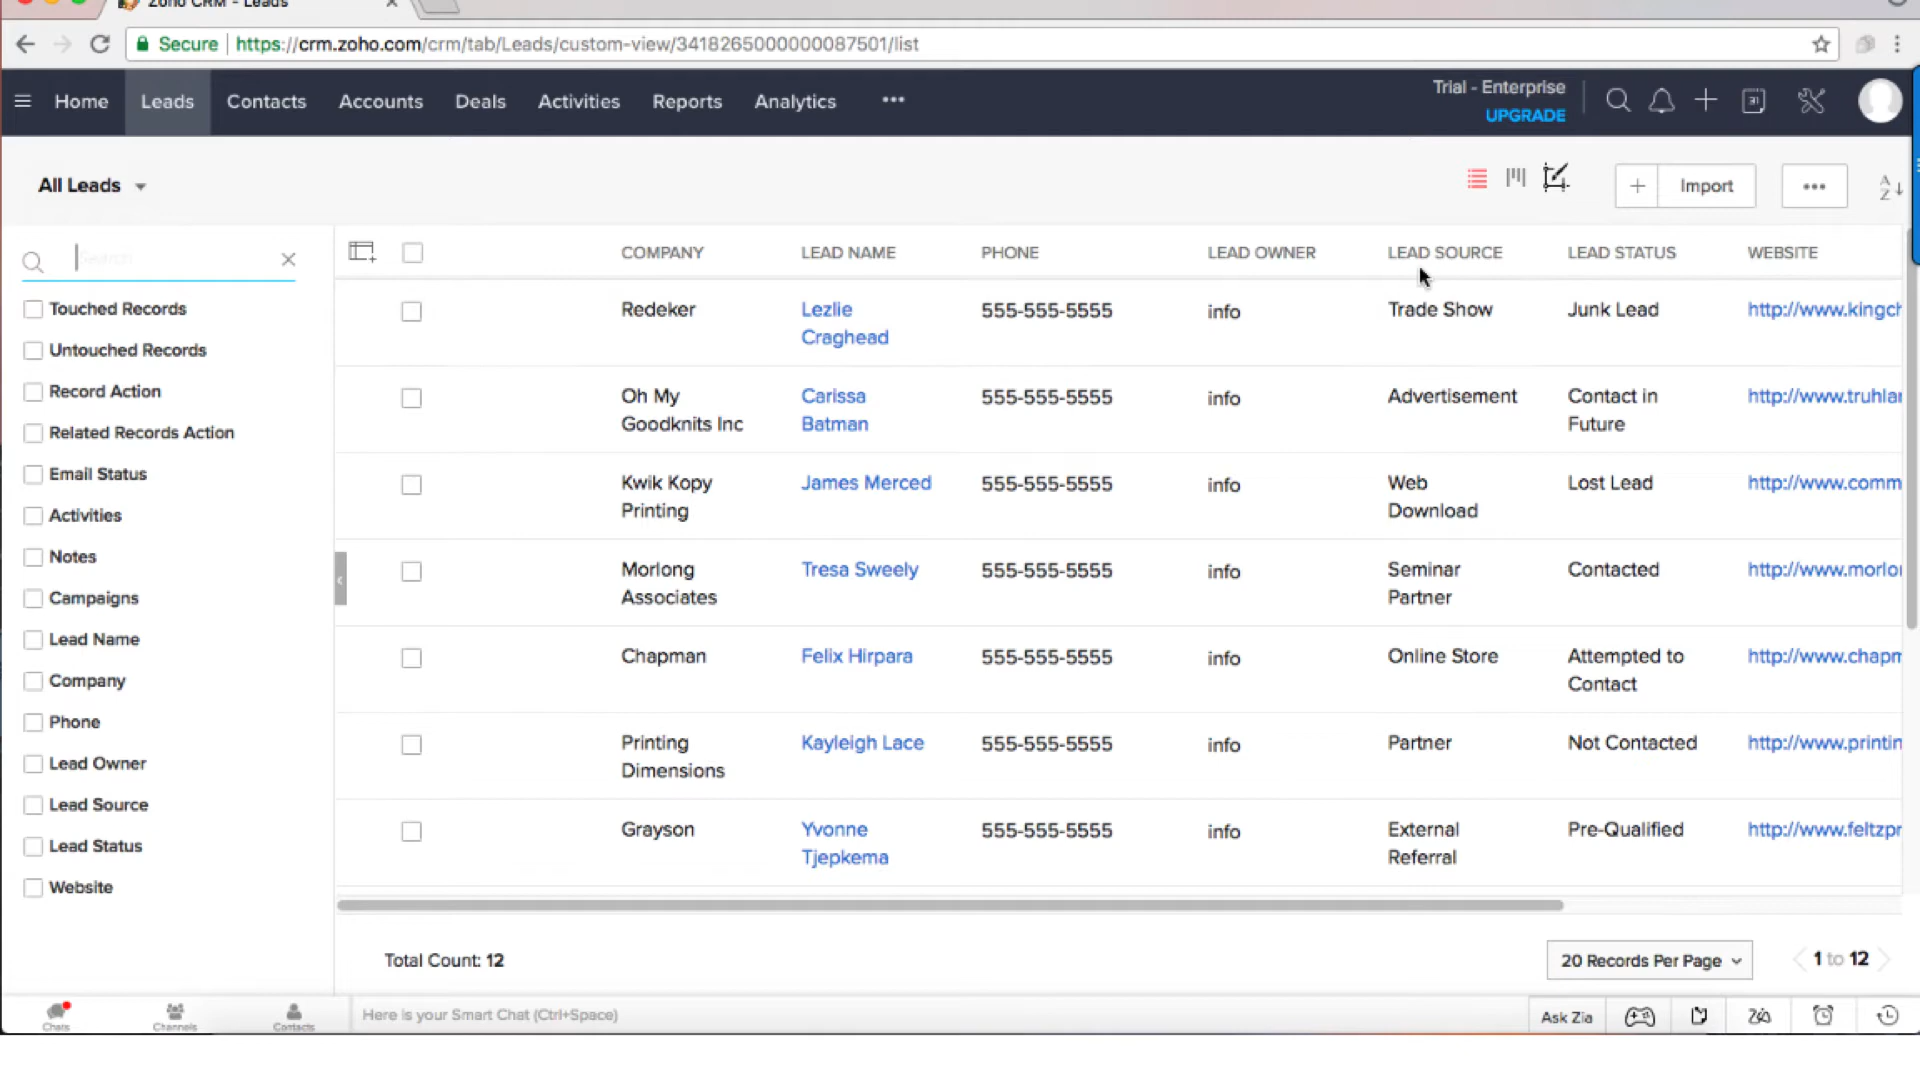 Zoho CRM - Leads
Secure | https://crm.zoho.com/crm/tab/Leads/custom-view/3418265000000087501/list
Home Leads Contacts Accounts Deals Activities Reports Analytics ••• Trial - Enterprise
UPGRADE
31
All Leads
+ Import ••• A Z
Search
COMPANY LEAD NAME PHONE LEAD OWNER LEAD SOURCE LEAD STATUS WEBSITE
Touched Records
Untouched Records
Record Action
Related Records Action
Email Status
Activities
Notes
Campaigns
Lead Name
Company
Phone
Lead Owner
Lead Source
Lead Status
Website
Redeker Lezlie 555-555-5555 info Trade Show Junk Lead http://www.kingch
Craghead
Oh My Carissa 555-555-5555 info Advertisement Contact in http://www.truhlar
Goodknits Inc Batman Future
Kwik Kopy James Merced 555-555-5555 info Web Lost Lead http://www.comm
Printing Download
Morlong Tresa Sweely 555-555-5555 info Seminar Contacted http://www.morlon
Associates Partner
Chapman Felix Hirpara 555-555-5555 info Online Store Attempted to http://www.chapm
Contact
Printing Kayleigh Lace 555-555-5555 info Partner Not Contacted http://www.printin
Dimensions
Grayson Yvonne 555-555-5555 info External Pre-Qualified http://www.feltzpr
Tjepkema Referral
Total Count: 12 20 Records Per Page 1 to 12
Chats Channels Contacts Here is your Smart Chat (Ctrl+Space) Ask Zia